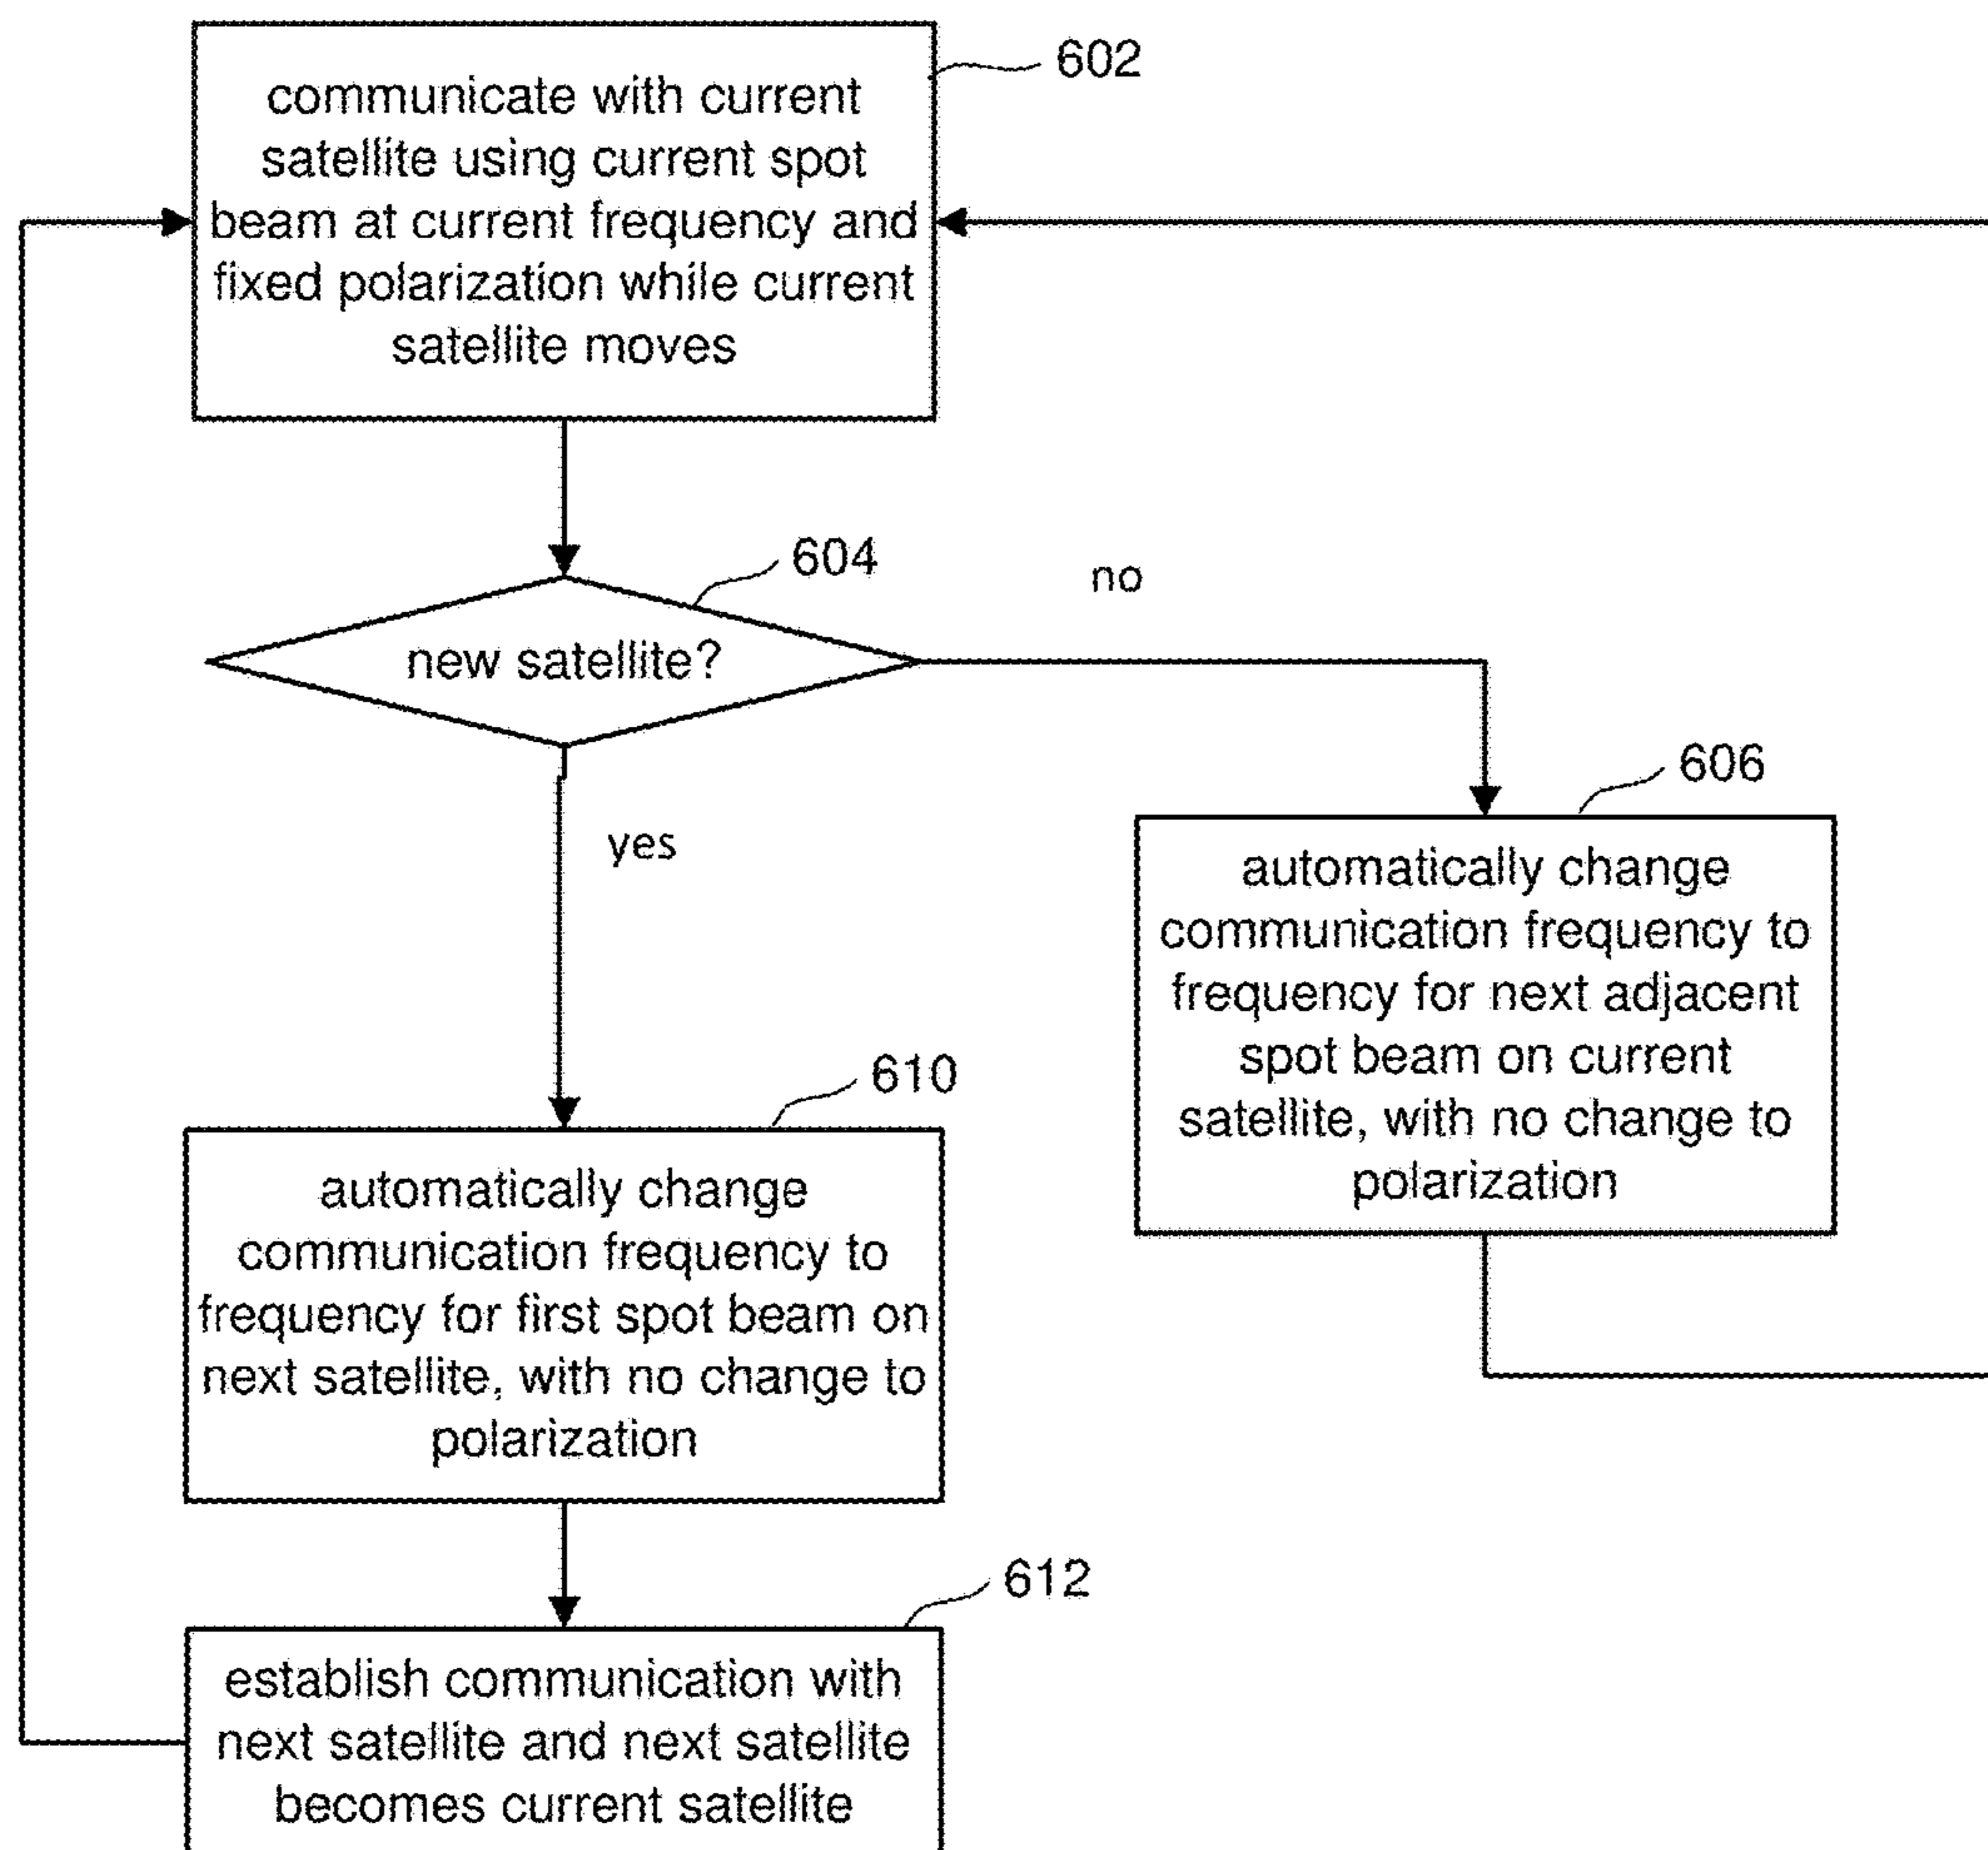 602
communicate with current
satellite using current spot
beam at current frequency and
fixed polarization while current
satellite moves
604
no
new satellite?
606
yes
automatically change
communication frequency to
frequency for next adjacent
spot beam on current
satellite, with no change to
polarization
610
automatically change
communication frequency to
frequency for first spot beam on
next satellite, with no change to
polarization
612
establish communication with
next satellite and next satellite
becomes current satellite